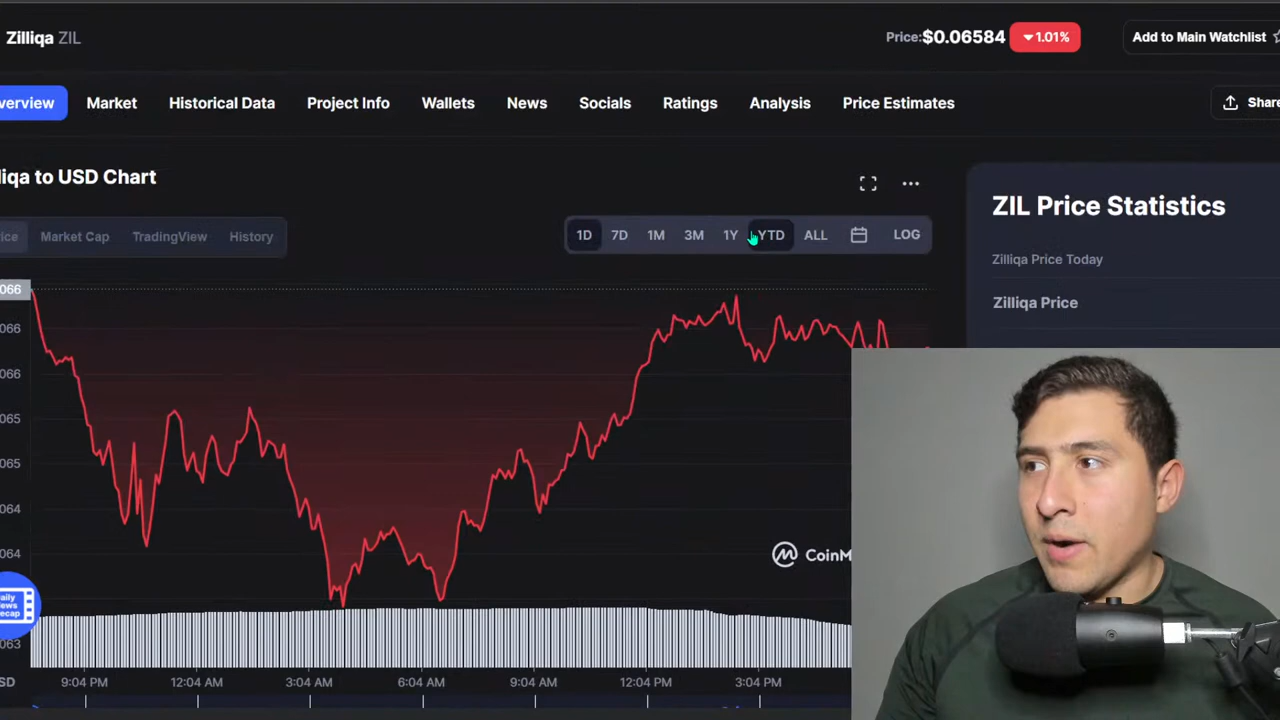 Zilliqa ZIL
Price:$0.06584 1.01%
Add to Main Watchlist
verview Market Historical Data Project Info Wallets News Socials Ratings Analysis Price Estimates
Share
liqa to USD Chart
ice Market Cap TradingView History
1D 7D 1M 3M 1Y YTD ALL LOG
ZIL Price Statistics
Zilliqa Price Today
Zilliqa Price
066
066
066
065
065
064
064
063
CoinM
aily
ews
ecap
SD 9:04 PM 12:04 AM 3:04 AM 6:04 AM 9:04 AM 12:04 PM 3:04 PM